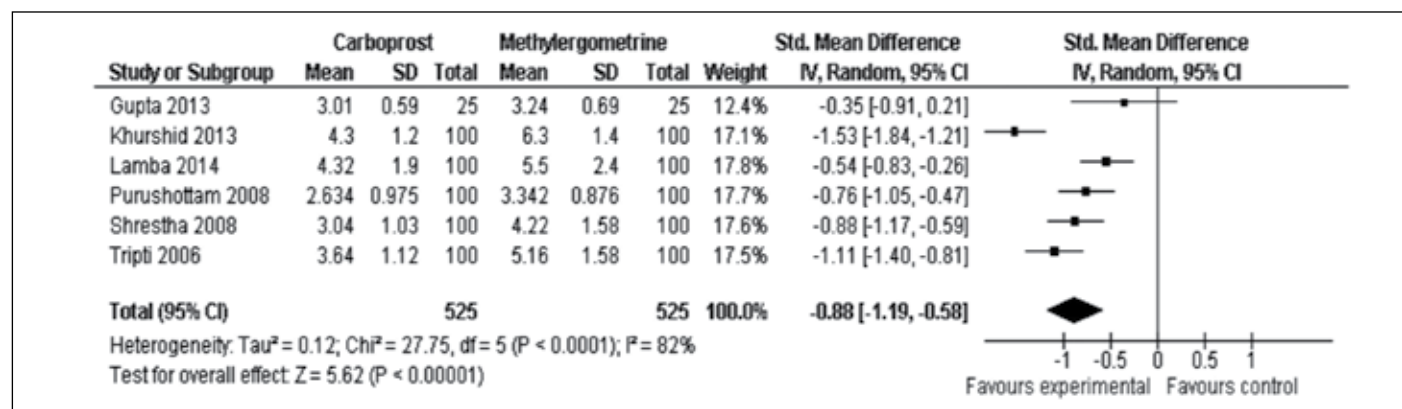 Carboprost Methylergometrine Std. Mean Difference Std. Mean Difference
Study or Subgroup Mean SD Total Mean SD Total Weight IV, Random, 95% CI IV, Random, 95% CI
Gupta 2013 3.01 0.59 25 3.24 0.69 25 12.4% -0.35 [-0.91, 0.21]
Khurshid 2013 4.3 1.2 100 6.3 1.4 100 17.1% -1.53 [-1.84, -1.21]
Lamba 2014 4.32 1.9 100 5.5 2.4 100 17.8% -0.54 [-0.83, -0.26]
Purushottam 2008 2.634 0.975 100 3.342 0.876 100 17.7% -0.76 [-1.05, -0.47]
Shrestha 2008 3.04 1.03 100 4.22 1.58 100 17.6% -0.88 [-1.17, -0.59]
Tripti 2006 3.64 1.12 100 5.16 1.58 100 17.5% -1.11 [-1.40, -0.81]
Total (95% CI) 525 525 100.0% -0.88 [-1.19, -0.58]
Heterogeneity: Tau² = 0.12; Chi² = 27.75, df = 5 (P < 0.0001); I² = 82%
Test for overall effect: Z = 5.62 (P < 0.00001)
-1 -0.5 0 0.5 1
Favours experimental Favours control